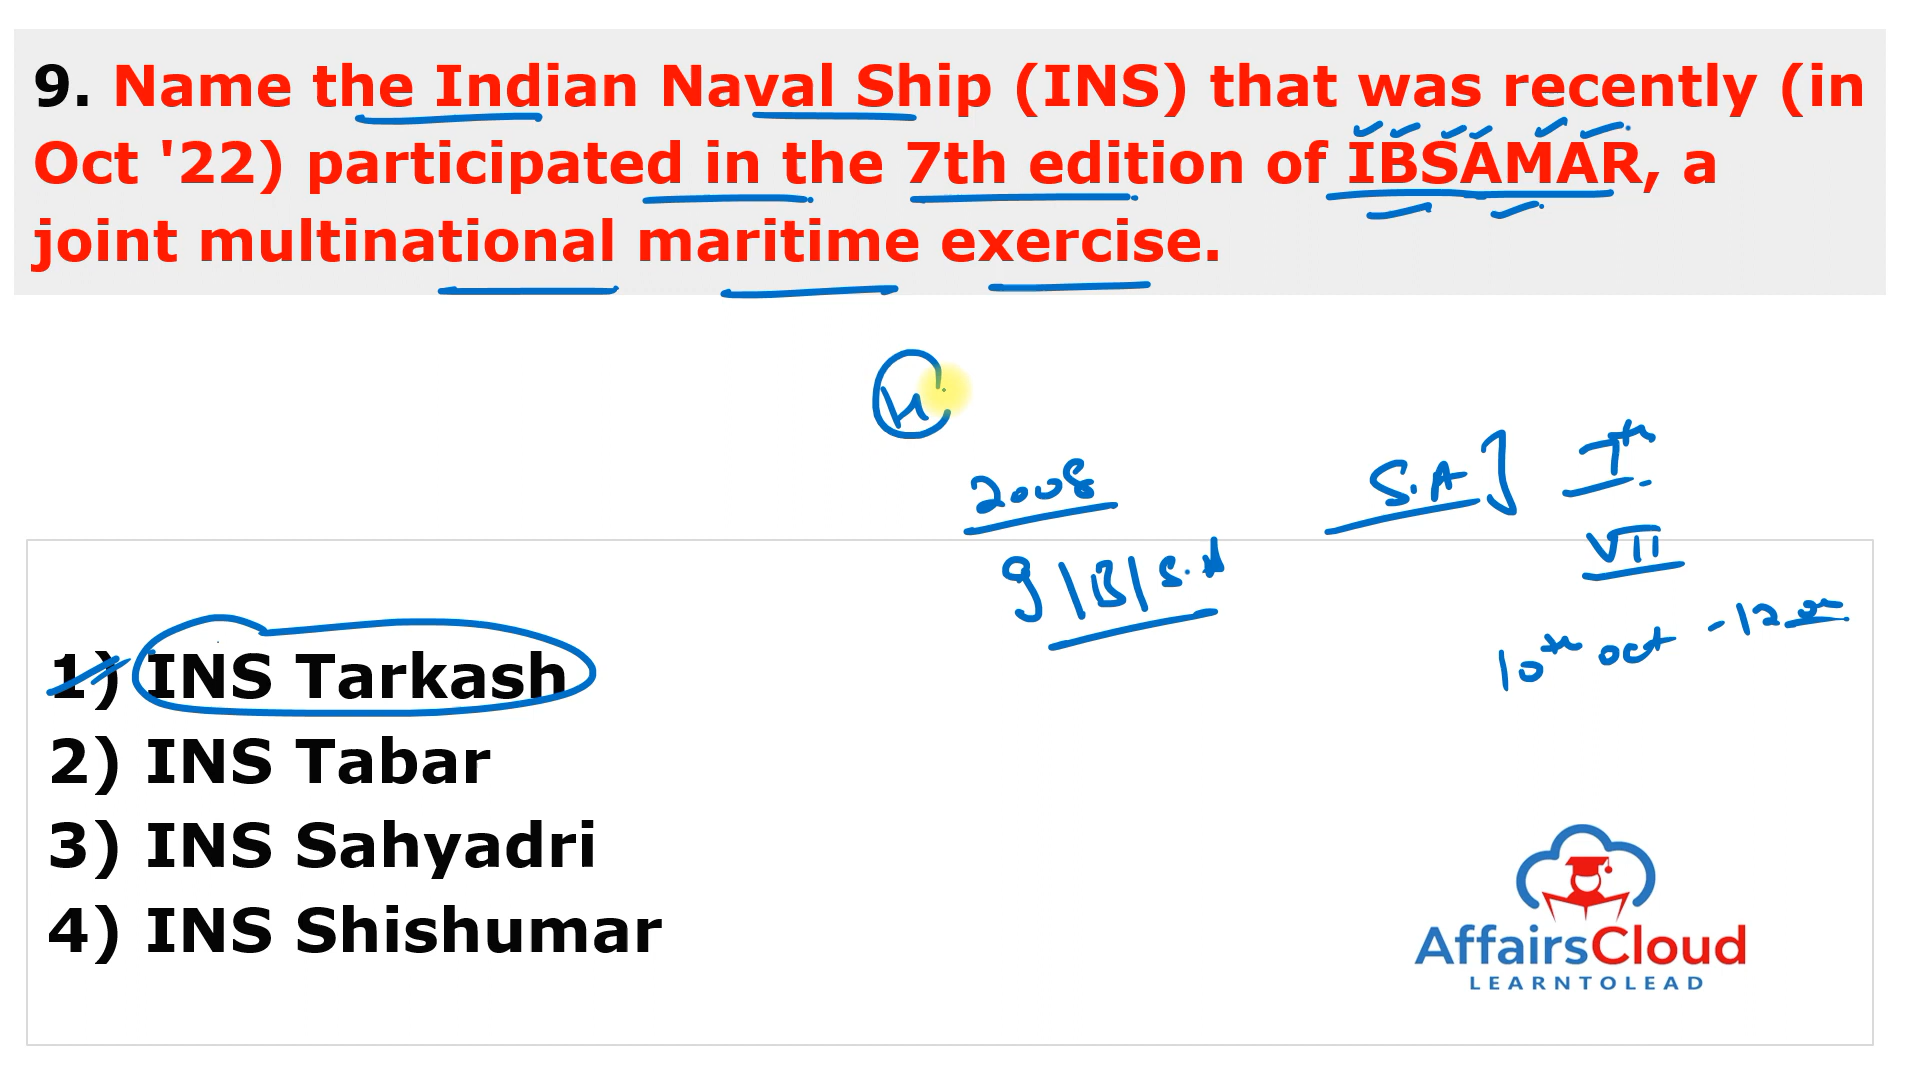 9. Name the Indian Naval Ship (INS) that was recently (in
Oct '22) participated in the 7th edition of IBSAMAR, a
joint multinational maritime exercise.
2008
S.A
VII
I/B/S.A
10th oct - 12
1) INS Tarkash
2) INS Tabar
3) INS Sahyadri
4) INS Shishumar
AffairsCloud
LEARNTOLEAD